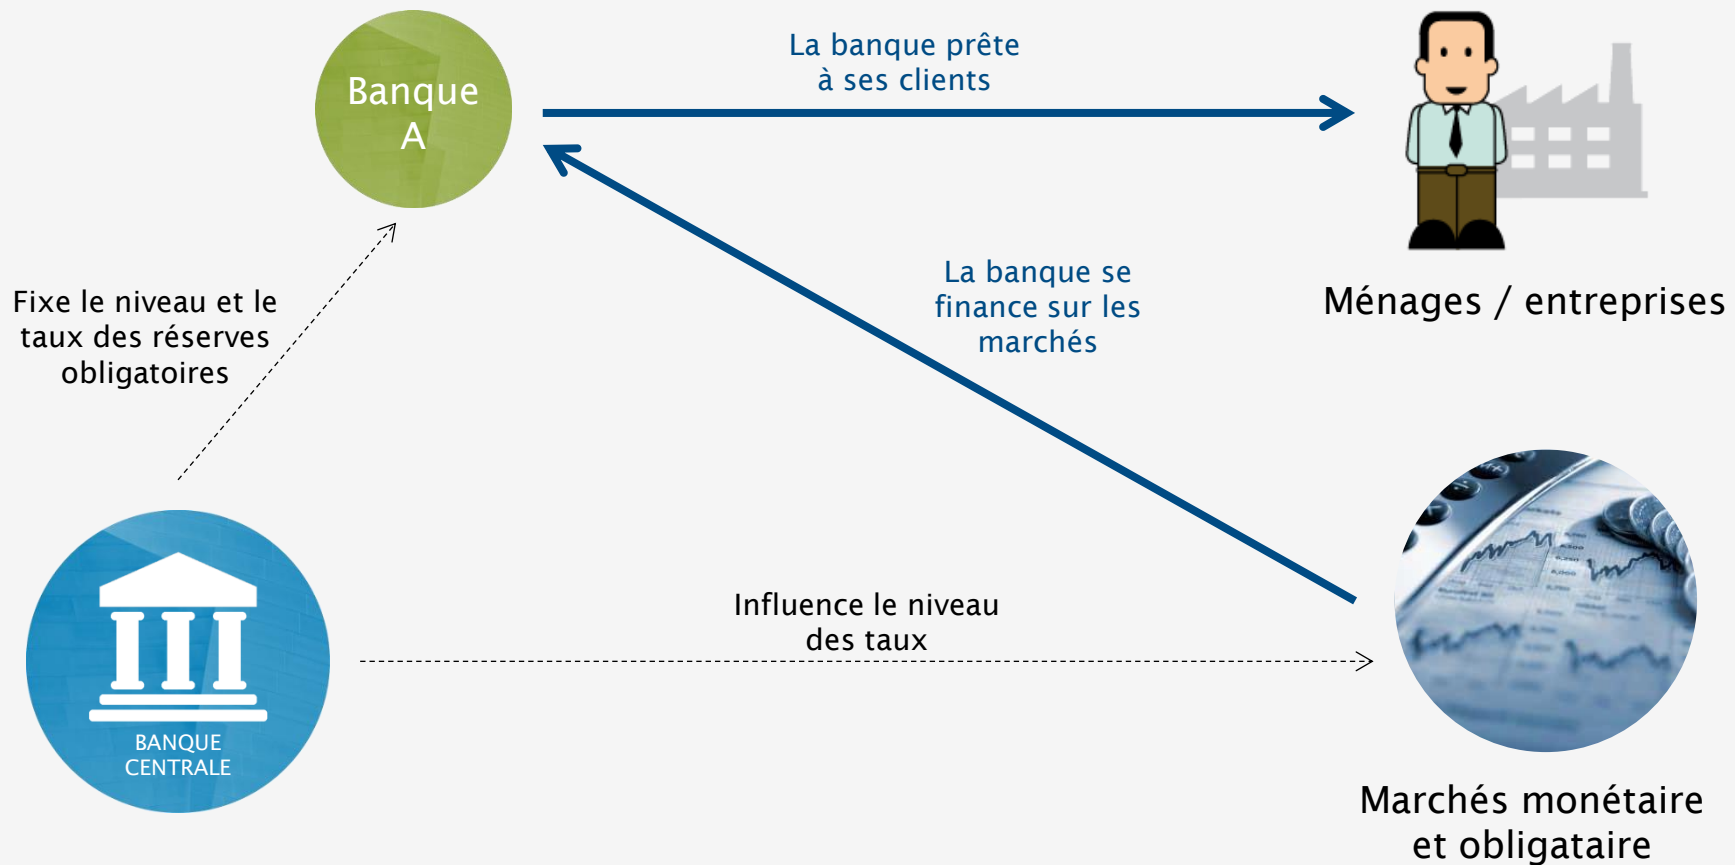 Banque
A
La banque prête
à ses clients
Ménages / entreprises
Fixe le niveau et le
taux des réserves
obligatoires
La banque se
finance sur les
marchés
BANQUE
CENTRALE
Influence le niveau
des taux
Marchés monétaire
et obligataire